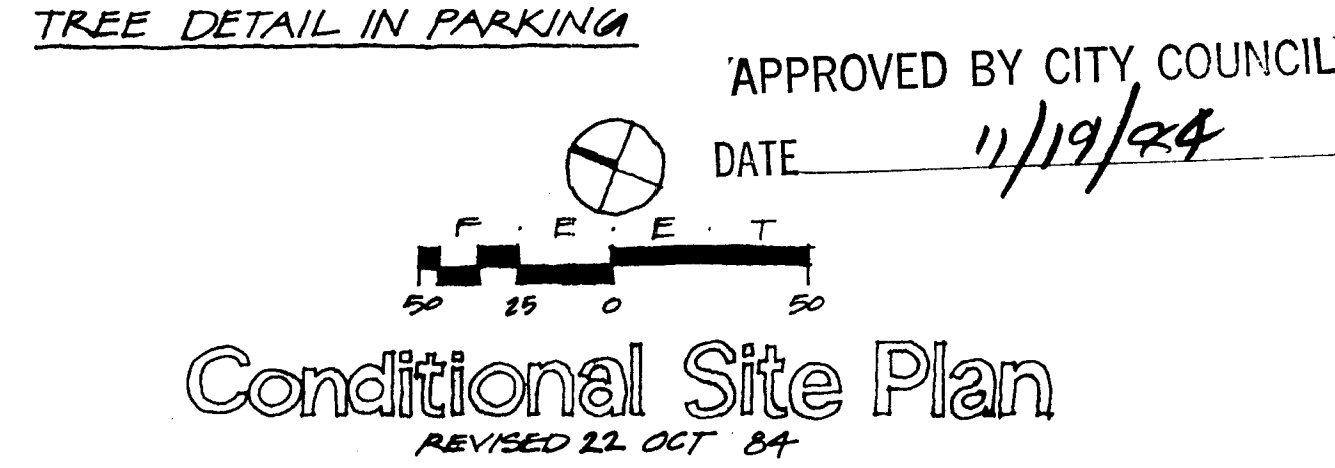 TREE DETAIL IN PARKING
APPROVED BY CITY COUNCIL
DATE 11/19/84
F.E.E.T
50 25 0 50
Conditional Site Plan
REVISED 22 OCT 84